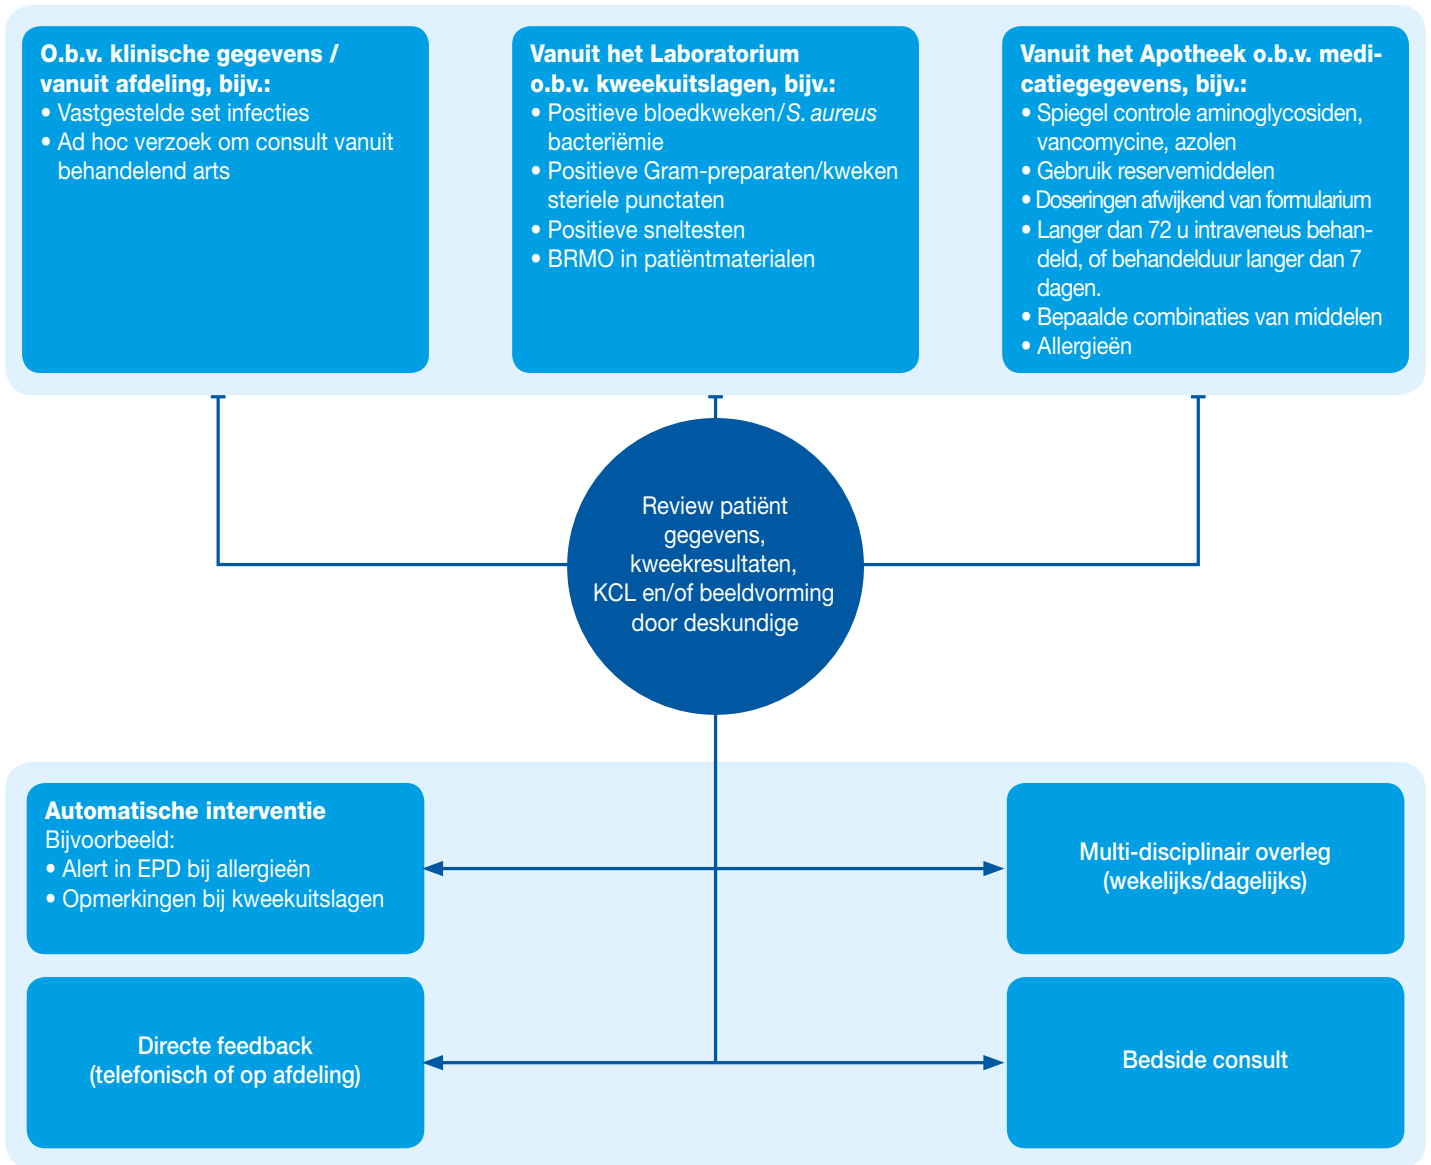 O.b.v. klinische gegevens /
vanuit afdeling, bijv.:
• Vastgestelde set infecties
• Ad hoc verzoek om consult vanuit
behandelend arts
Vanuit het Laboratorium
o.b.v. kweekuitslagen, bijv.:
• Positieve bloedkweken/S. aureus
bacteriëmie
• Positieve Gram-preparaten/kweken
steriele punctaten
• Positieve sneltesten
• BRMO in patiëntmaterialen
Vanuit het Apotheek o.b.v. medi-
catiegegevens, bijv.:
• Spiegel controle aminoglycosiden,
vancomycine, azolen
• Gebruik reservemiddelen
• Doseringen afwijkend van formularium
• Langer dan 72 u intraveneus behan-
deld, of behandelduur langer dan 7
dagen.
• Bepaalde combinaties van middelen
• Allergieën
Review patiënt
gegevens,
kweekresultaten,
KCL en/of beeldvorming
door deskundige
Automatische interventie
Bijvoorbeeld:
• Alert in EPD bij allergieën
• Opmerkingen bij kweekuitslagen
Multi-disciplinair overleg
(wekelijks/dagelijks)
Directe feedback
(telefonisch of op afdeling)
Bedside consult